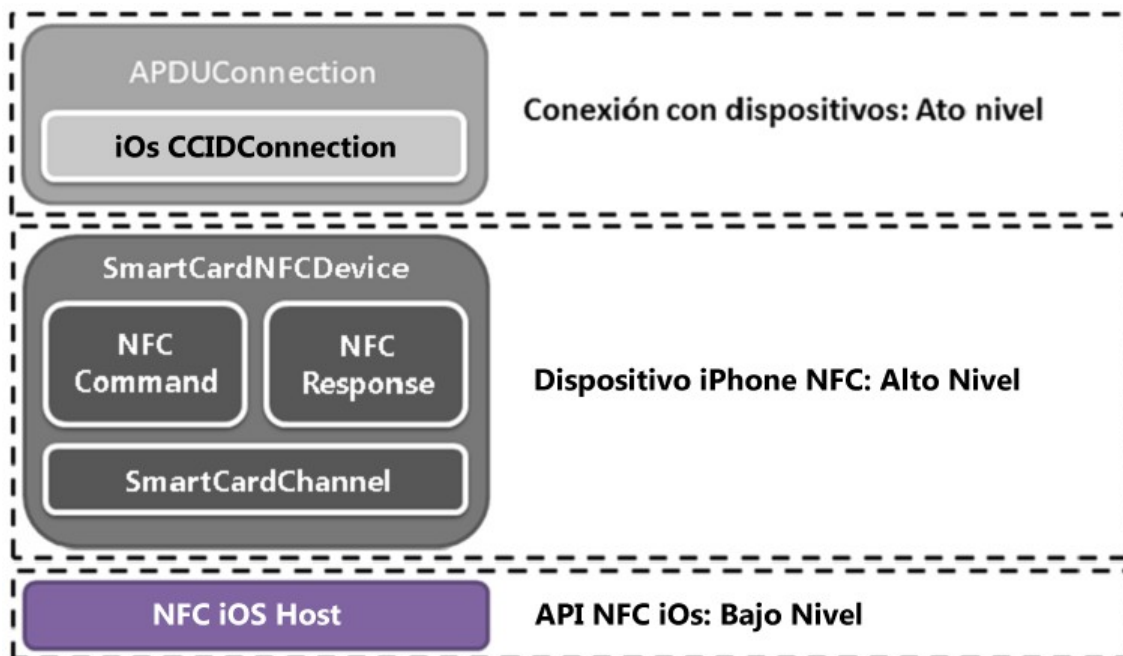 APDUConnection
iOs CCIDConnection
Conexión con dispositivos: Ato nivel
SmartCardNFCDevice
NFC
Command
NFC
Response
SmartCardChannel
Dispositivo iPhone NFC: Alto Nivel
NFC iOS Host
API NFC iOs: Bajo Nivel